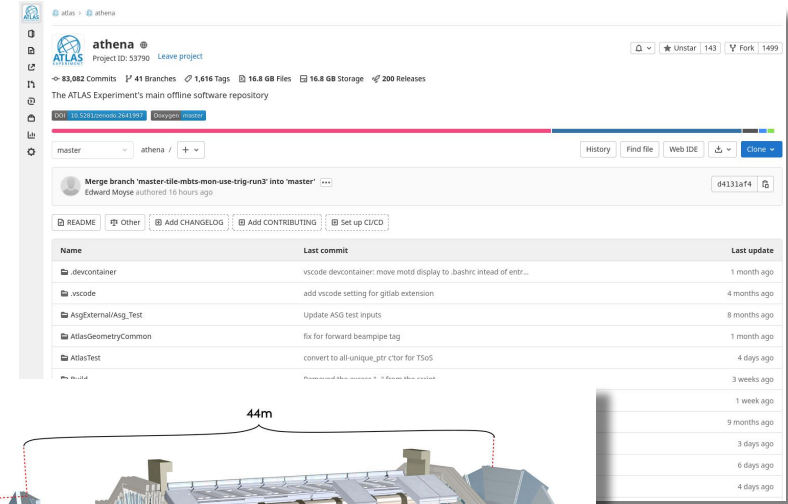 ATLAS
atlas > athena
ATLAS
EXPERIMENT
athena
Project ID: 53790 Leave project
Unstar 143 Fork 1499
83,082 Commits 41 Branches 1,616 Tags 16.8 GB Files 16.8 GB Storage 200 Releases
The ATLAS Experiment's main offline software repository
DOI 10.5281/zenodo.2641997 Doxygen master
master athena / + History Find file Web IDE Clone
Merge branch 'master-tile-mbts-mon-use-trig-run3' into 'master' ...
Edward Moyse authored 16 hours ago
d4131af4
README Other Add CHANGELOG Add CONTRIBUTING Set up CI/CD
Name Last commit Last update
.devcontainer vscode devcontainer: move motd display to .bashrc intead of entr... 1 month ago
.vscode add vscode setting for gitlab extension 4 months ago
AsgExternal/Asg_Test Update ASG test inputs 8 months ago
AtlasGeometryCommon fix for forward beampipe tag 1 month ago
AtlasTest convert to all-unique_ptr c'tor for TSoS 4 days ago
3 weeks ago
1 week ago
9 months ago
3 days ago
6 days ago
4 days ago
44m